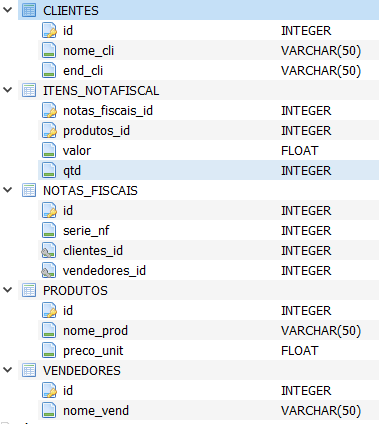 CLIENTES
id INTEGER
nome_cli VARCHAR(50)
end_cli VARCHAR(50)
ITENS_NOTAFISCAL
notas_fiscais_id INTEGER
produtos_id INTEGER
valor FLOAT
qtd INTEGER
NOTAS_FISCAIS
id INTEGER
serie_nf INTEGER
clientes_id INTEGER
vendedores_id INTEGER
PRODUTOS
id INTEGER
nome_prod VARCHAR(50)
preco_unit FLOAT
VENDEDORES
id INTEGER
nome_vend VARCHAR(50)